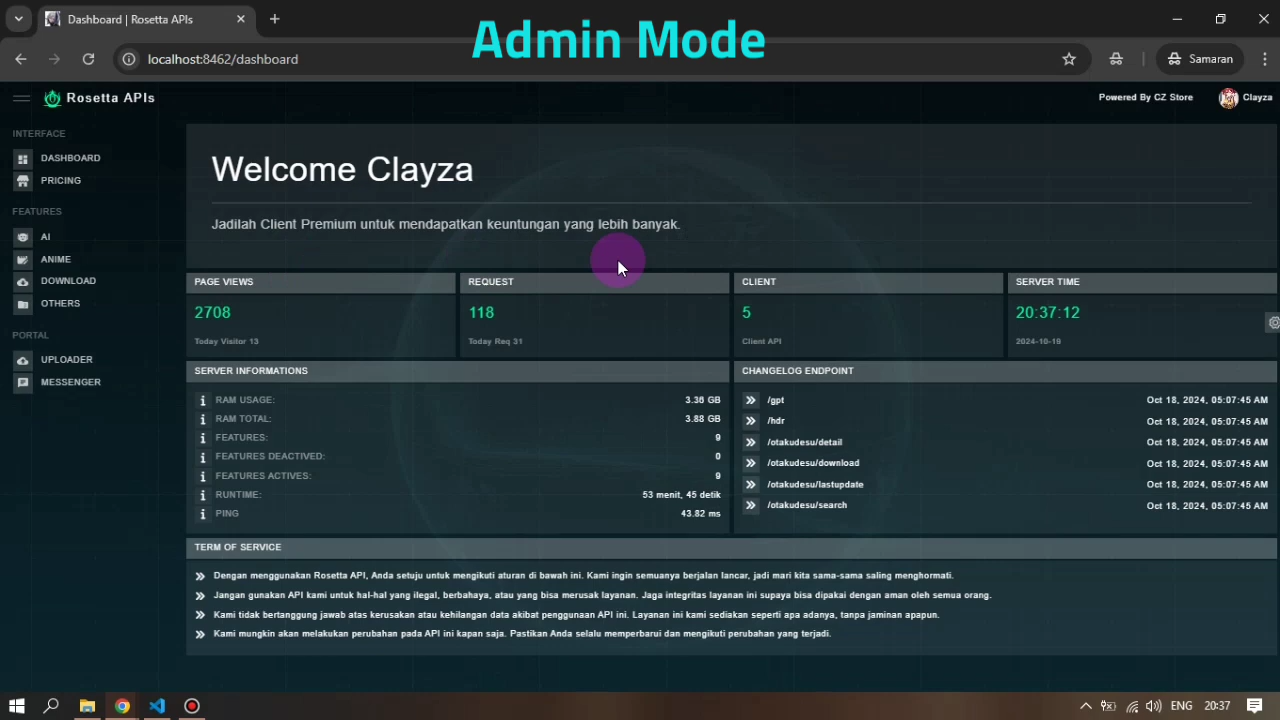 Dashboard | Rosetta APIs
Admin Mode
localhost:8462/dashboard
Samaran
Rosetta APIs
Powered By CZ Store
Clayza
INTERFACE
DASHBOARD
PRICING
FEATURES
AI
ANIME
DOWNLOAD
OTHERS
PORTAL
UPLOADER
MESSENGER
Welcome Clayza
Jadilah Client Premium untuk mendapatkan keuntungan yang lebih banyak.
PAGE VIEWS
2708
Today Visitor 13
REQUEST
118
Today Req 31
CLIENT
5
Client API
SERVER TIME
20:37:12
2024-10-19
SERVER INFORMATIONS
RAM USAGE: 3.36 GB
RAM TOTAL: 3.88 GB
FEATURES: 9
FEATURES DEACTIVED: 0
FEATURES ACTIVES: 9
RUNTIME: 53 menit, 45 detik
PING 43.82 ms
CHANGELOG ENDPOINT
/gpt Oct 18, 2024, 05:07:45 AM
/hdr Oct 18, 2024, 05:07:45 AM
/otakudesu/detail Oct 18, 2024, 05:07:45 AM
/otakudesu/download Oct 18, 2024, 05:07:45 AM
/otakudesu/lastupdate Oct 18, 2024, 05:07:45 AM
/otakudesu/search Oct 18, 2024, 05:07:45 AM
TERM OF SERVICE
Dengan menggunakan Rosetta API, Anda setuju untuk mengikuti aturan di bawah ini. Kami ingin semuanya berjalan lancar, jadi mari kita sama-sama saling menghormati.
Jangan gunakan API kami untuk hal-hal yang ilegal, berbahaya, atau yang bisa merusak layanan. Jaga integritas layanan ini supaya bisa dipakai dengan aman oleh semua orang.
Kami tidak bertanggung jawab atas kerusakan atau kehilangan data akibat penggunaan API ini. Layanan ini kami sediakan seperti apa adanya, tanpa jaminan apapun.
Kami mungkin akan melakukan perubahan pada API ini kapan saja. Pastikan Anda selalu memperbarui dan mengikuti perubahan yang terjadi.
ENG
20:37